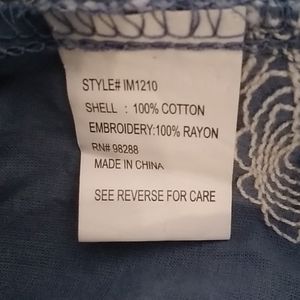 STYLE# IM1210
SHELL : 100% COTTON
EMBROIDERY:100% RAYON
RN# 98288
MADE IN CHINA
SEE REVERSE FOR CARE